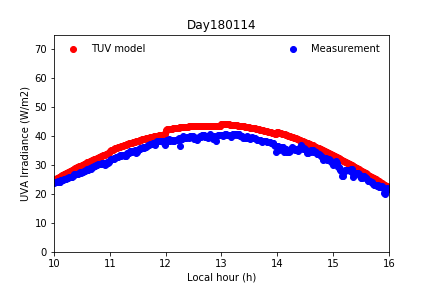 Day180114
TUV model
Measurement
UVA Irradiance (W/m2)
70
60
50
40
30
20
10
0
10 11 12 13 14 15 16
Local hour (h)